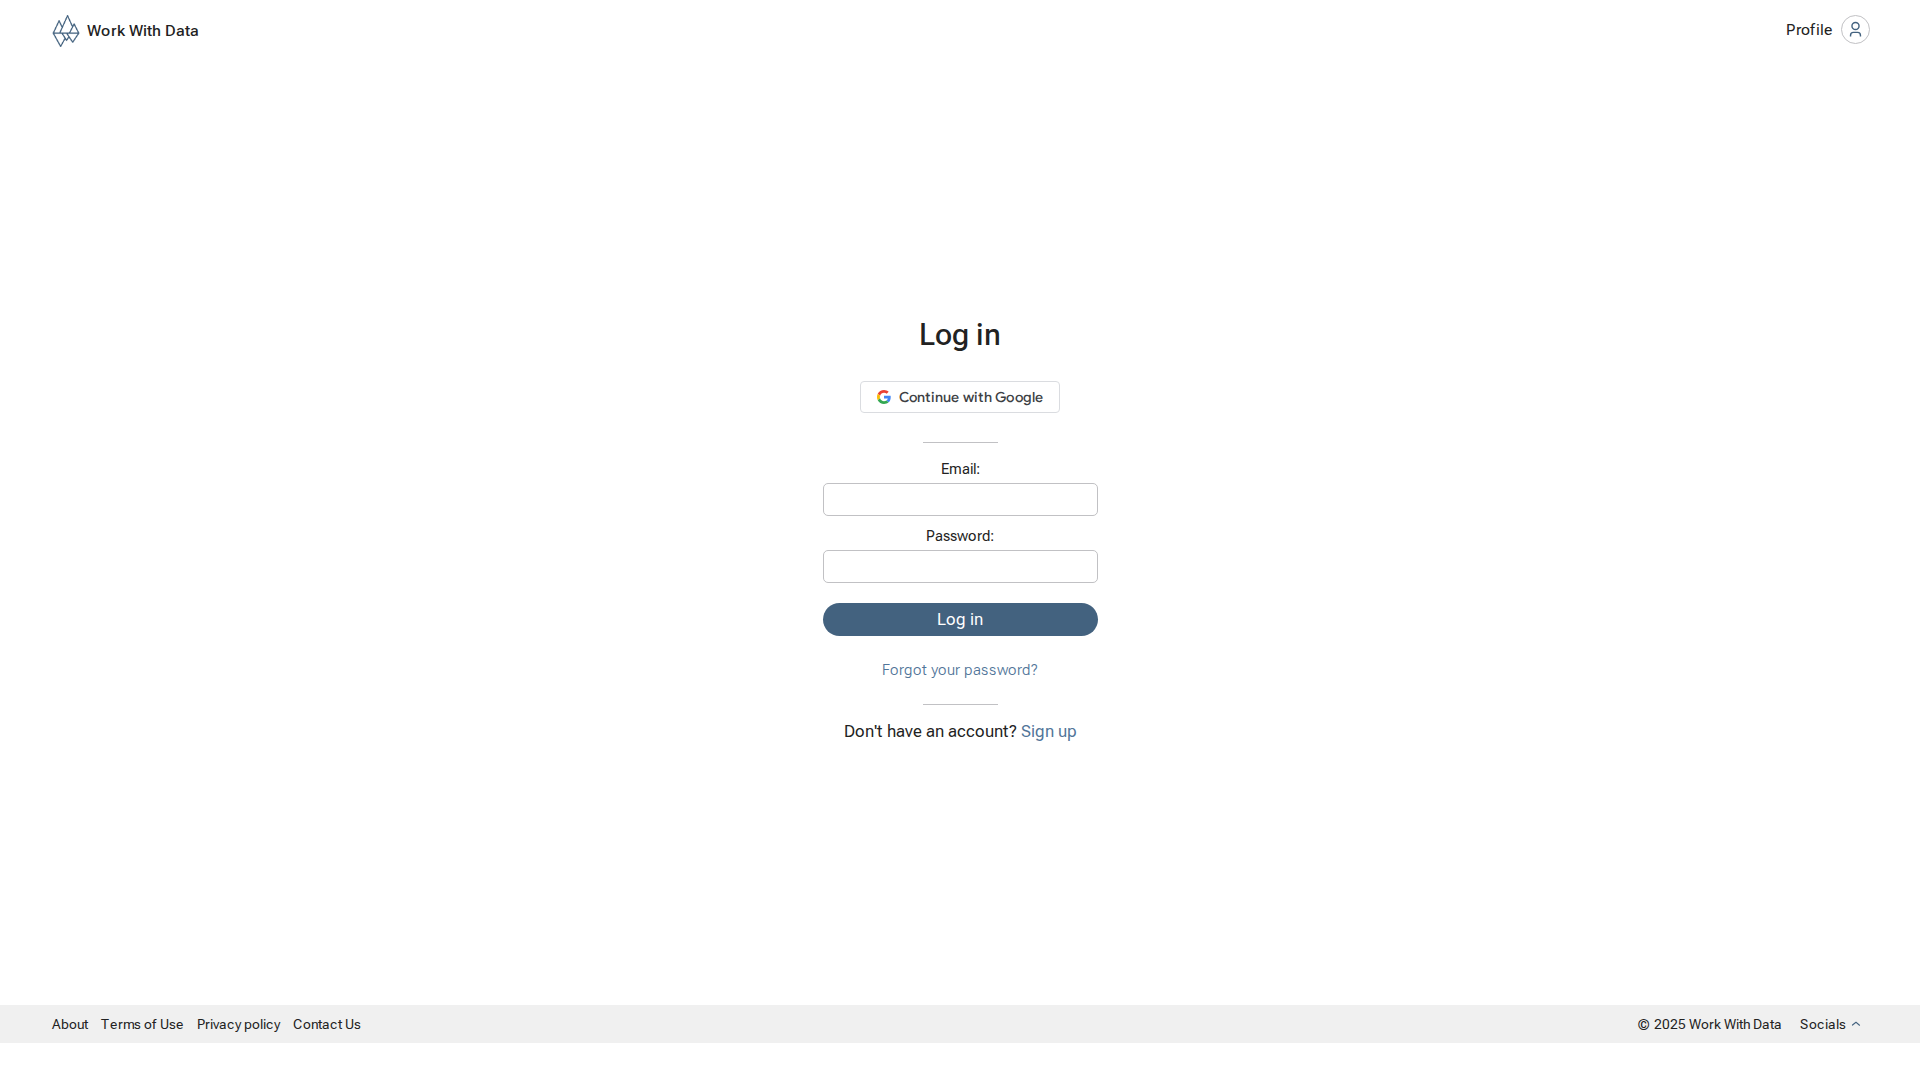 Work With Data
Profile
Log in
Continue with Google
Email:
Password:
Log in
Forgot your password?
Don't have an account? Sign up
About Terms of Use Privacy policy Contact Us
© 2025 Work With Data Socials